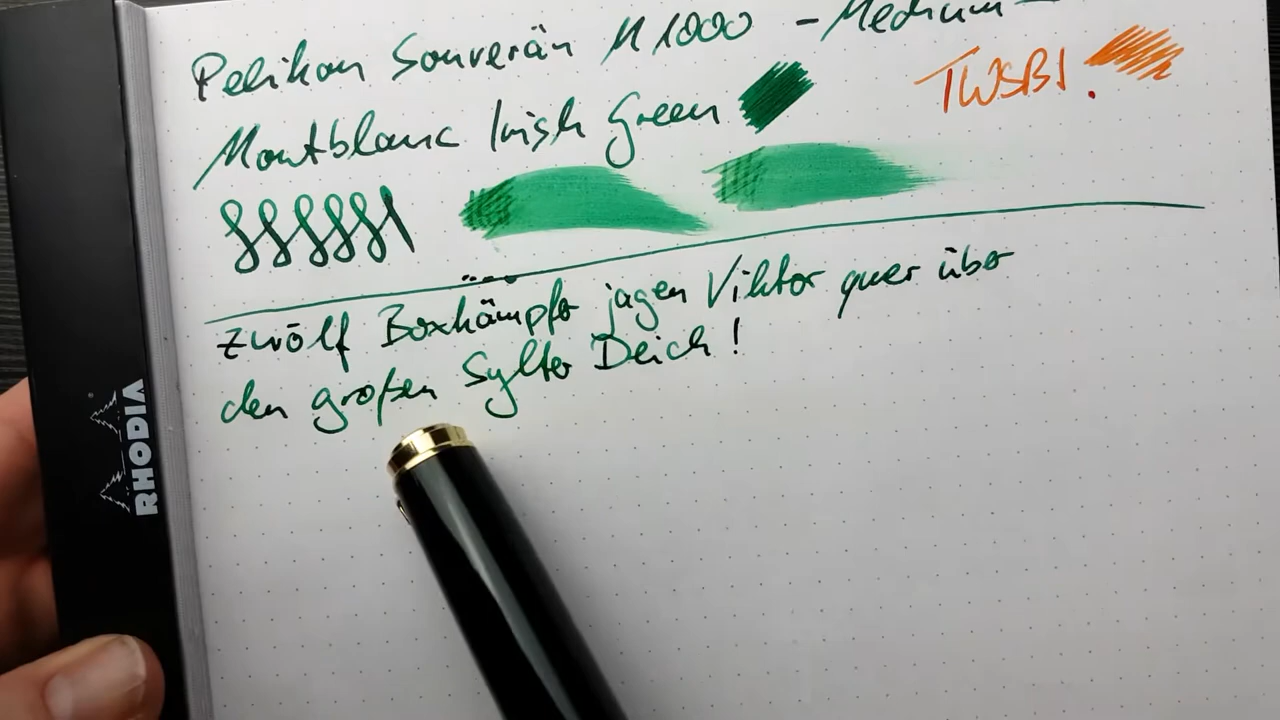 Pelikan Souverän M1000 - Medium -
TWSBI.
Montblanc Irish Green
Zwölf Boxkämpfer jagen Viktor quer über
den großen Sylter Deich!
RHODIA